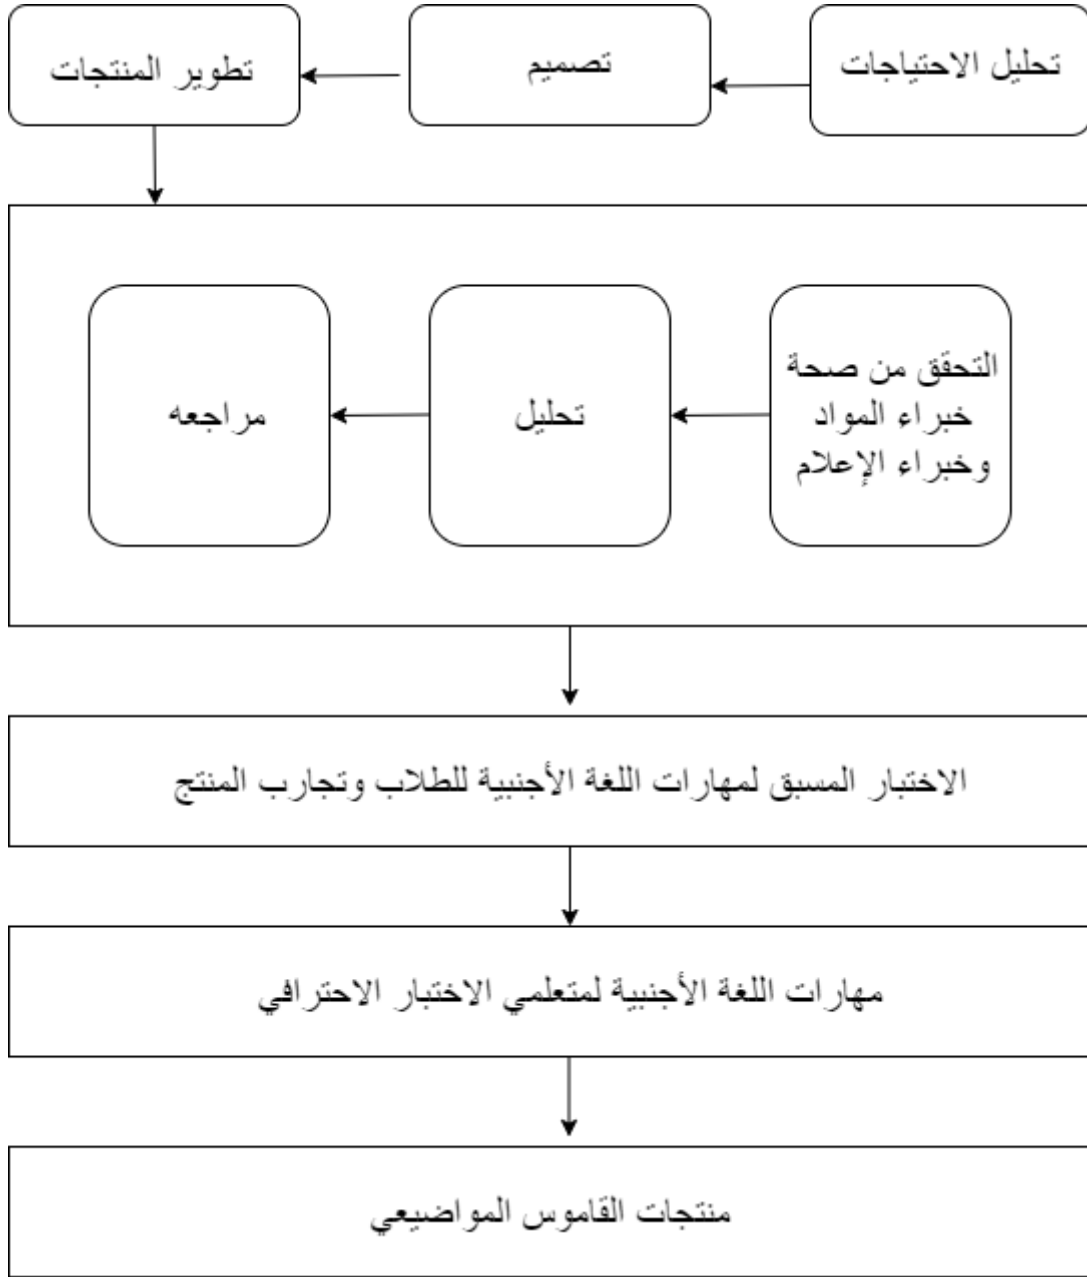 تحليل الاحتياجات
تصميم
تطوير المنتجات
التحقق من صحة
خبراء المواد
وخبراء الإعلام
تحليل
مراجعه
الاختبار المسبق لمهارات اللغة الأجنبية للطلاب وتجارب المنتج
مهارات اللغة الأجنبية لمتعلمي الاختبار الاحترافي
منتجات القاموس المواضيعي